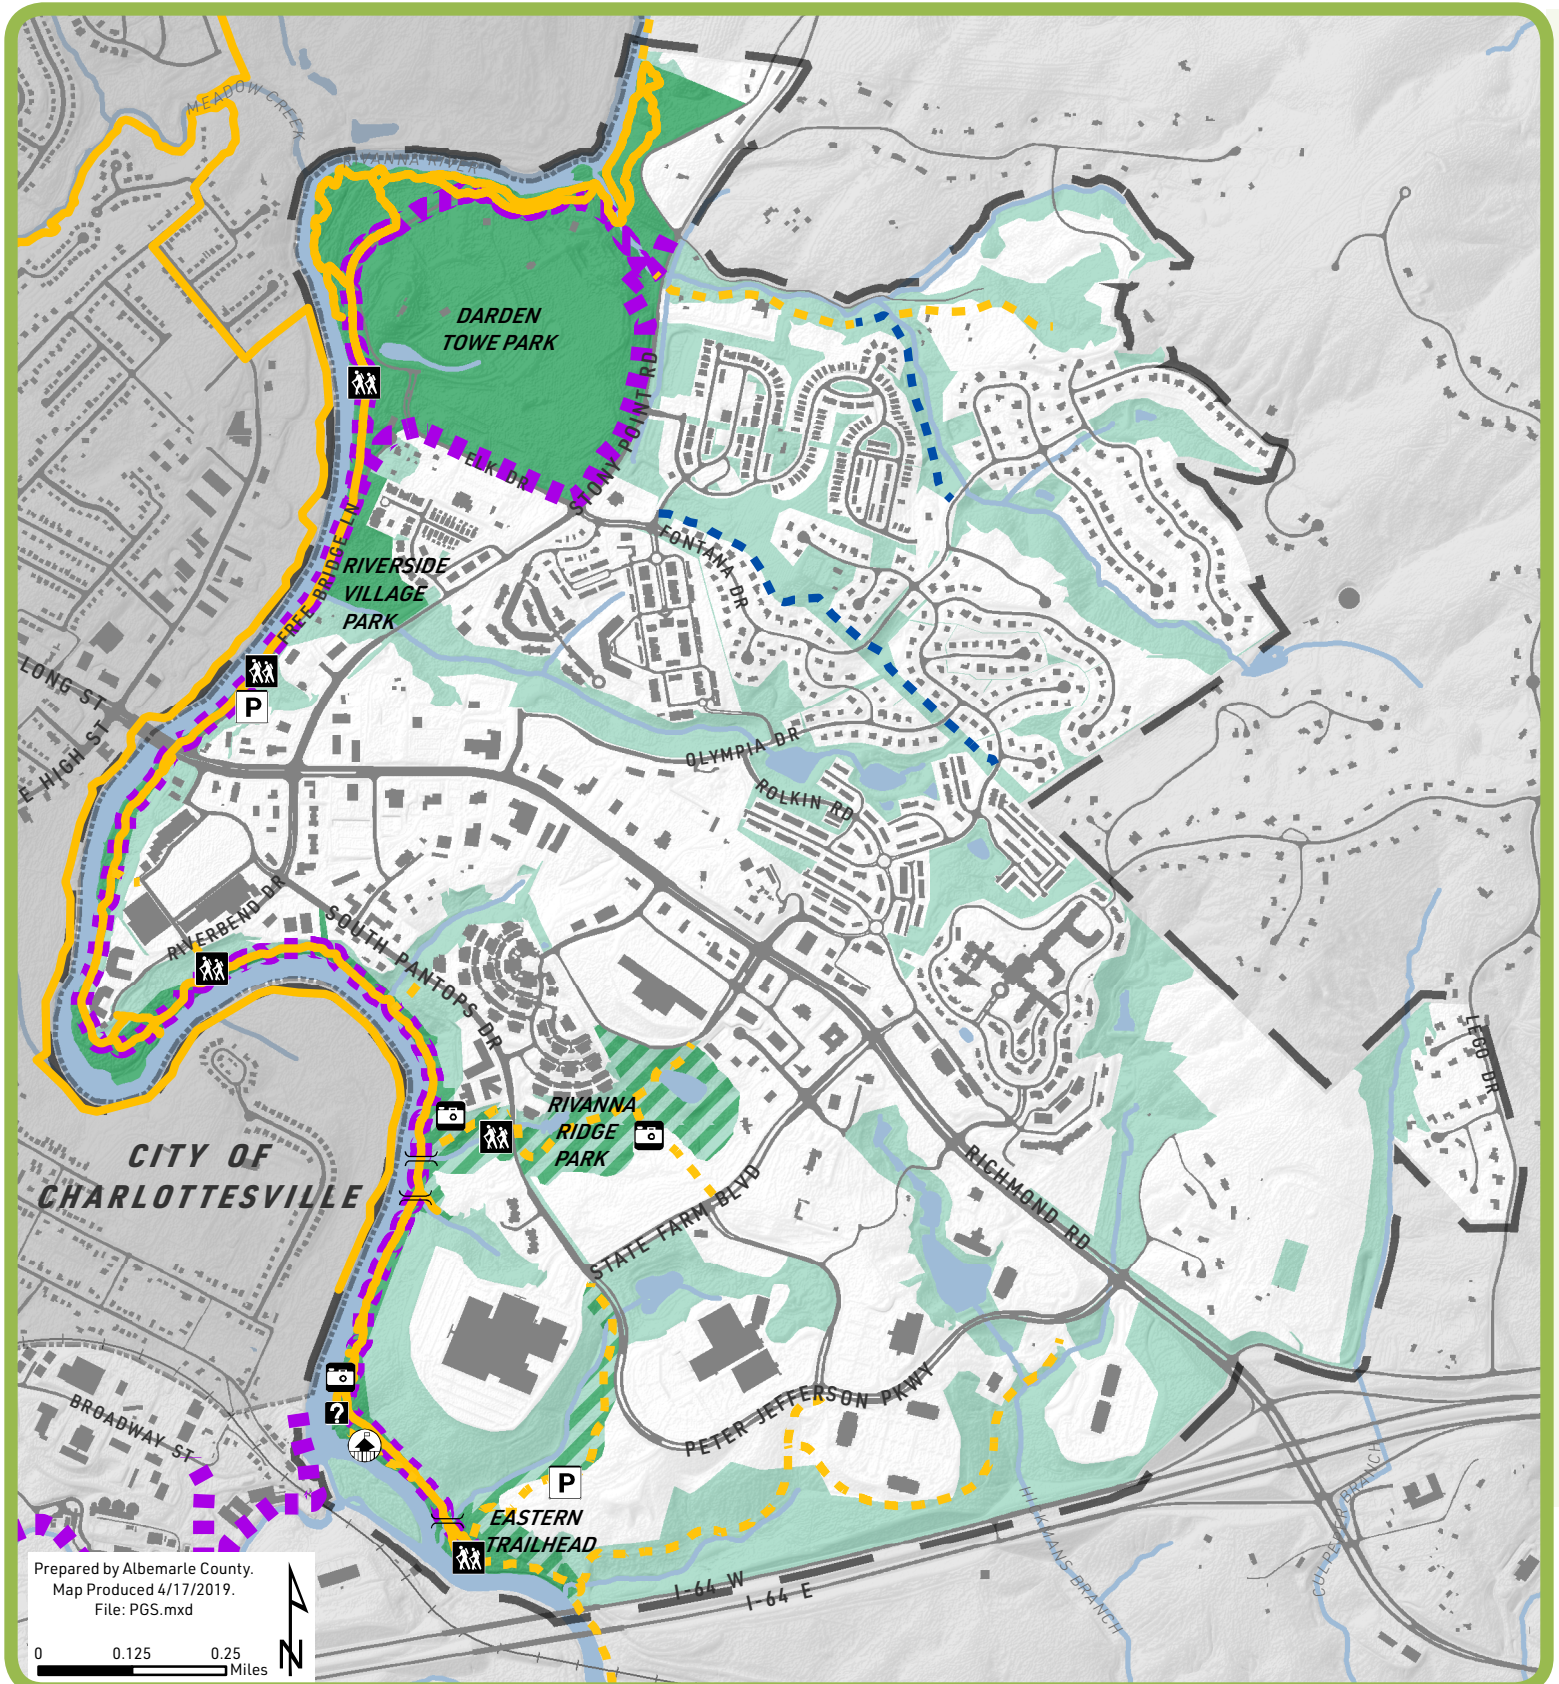 MEADOW CREEK
RIVANNA RIVER
DARDEN
TOWE PARK
STONY POINT RD
ELK DR
FREE BRIDGE LN
RIVERSIDE
VILLAGE
PARK
FONTANA DR
LONG ST
P
E HIGH ST
OLYMPIA DR
ROLKIN RD
RIVERBEND DR
SOUTH PANTOPS DR
LEGO DR
RIVANNA
RIDGE
PARK
CITY OF
CHARLOTTESVILLE
STATE FARM BLVD
RICHMOND RD
?
BROADWAY ST
PETER JEFFERSON PKWY
P
EASTERN
TRAILHEAD
I-64 W
I-64 E
HICKMANS BRANCH
CULPEPER BRANCH
Prepared by Albemarle County.
Map Produced 4/17/2019.
File: PGS.mxd
0 0.125 0.25
Miles
N